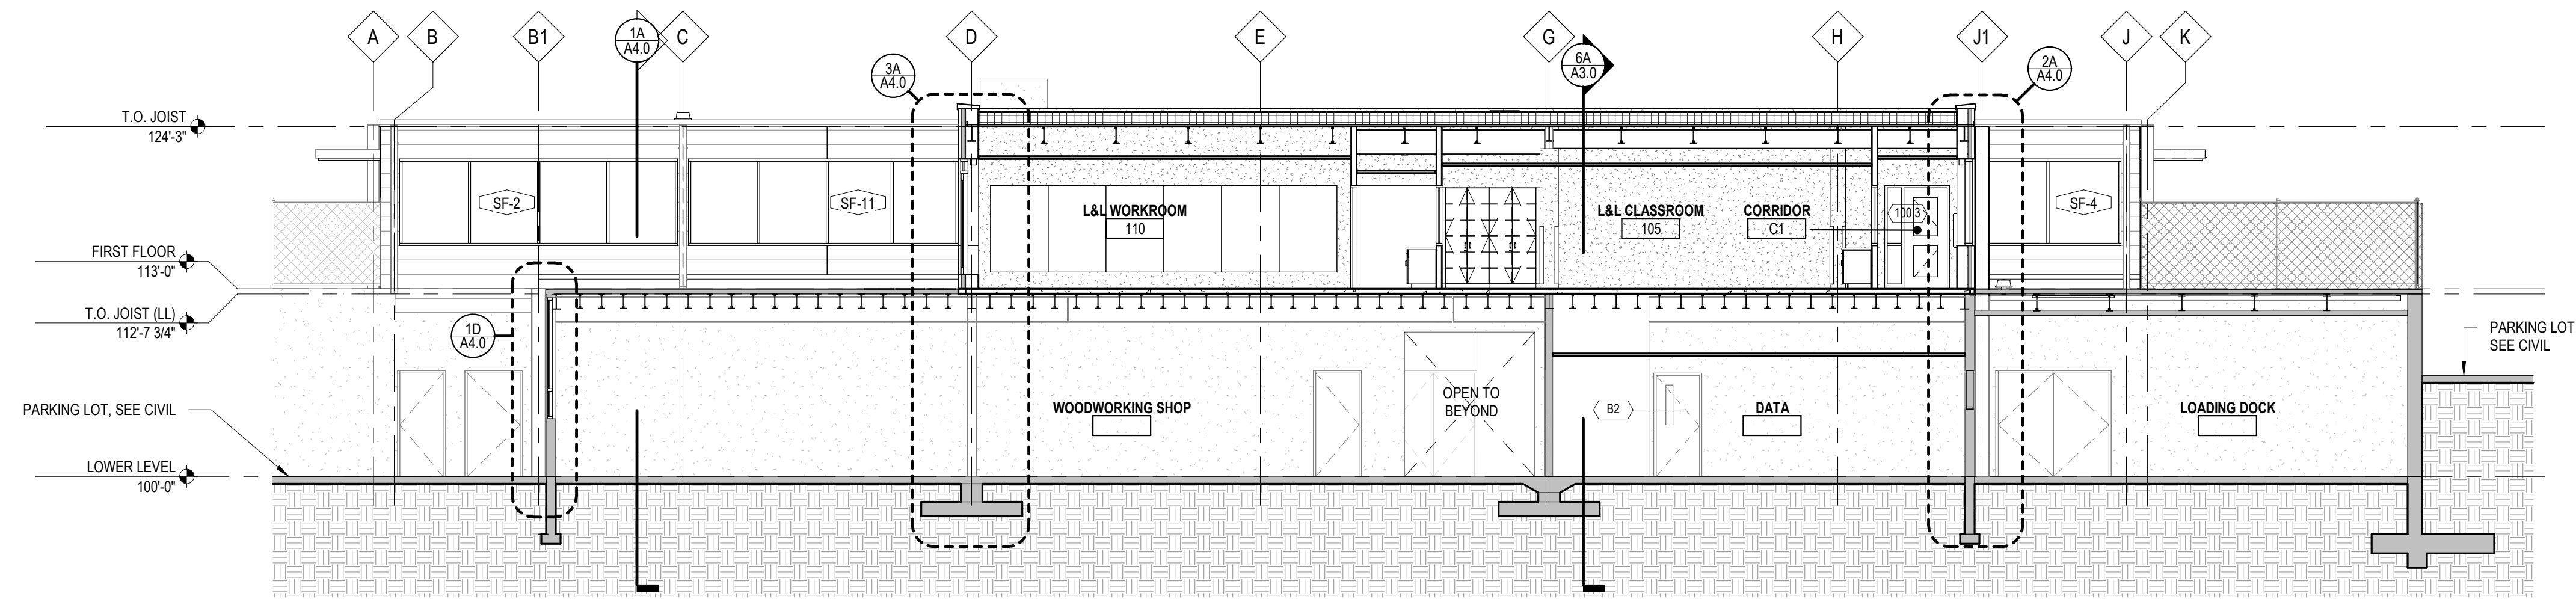 A
B
B1
1A
A4.0
C
D
E
G
6A
A3.0
H
J1
J
K
3A
A4.0
2A
A4.0
T.O. JOIST
124'-3"
SF-2
SF-11
L&L WORKROOM
110
L&L CLASSROOM
105
CORRIDOR
C1
100.3
SF-4
FIRST FLOOR
113'-0"
T.O. JOIST (LL)
112'-7 3/4"
1D
A4.0
PARKING LOT
SEE CIVIL
OPEN TO
BEYOND
PARKING LOT, SEE CIVIL
WOODWORKING SHOP
B2
DATA
LOADING DOCK
LOWER LEVEL
100'-0"